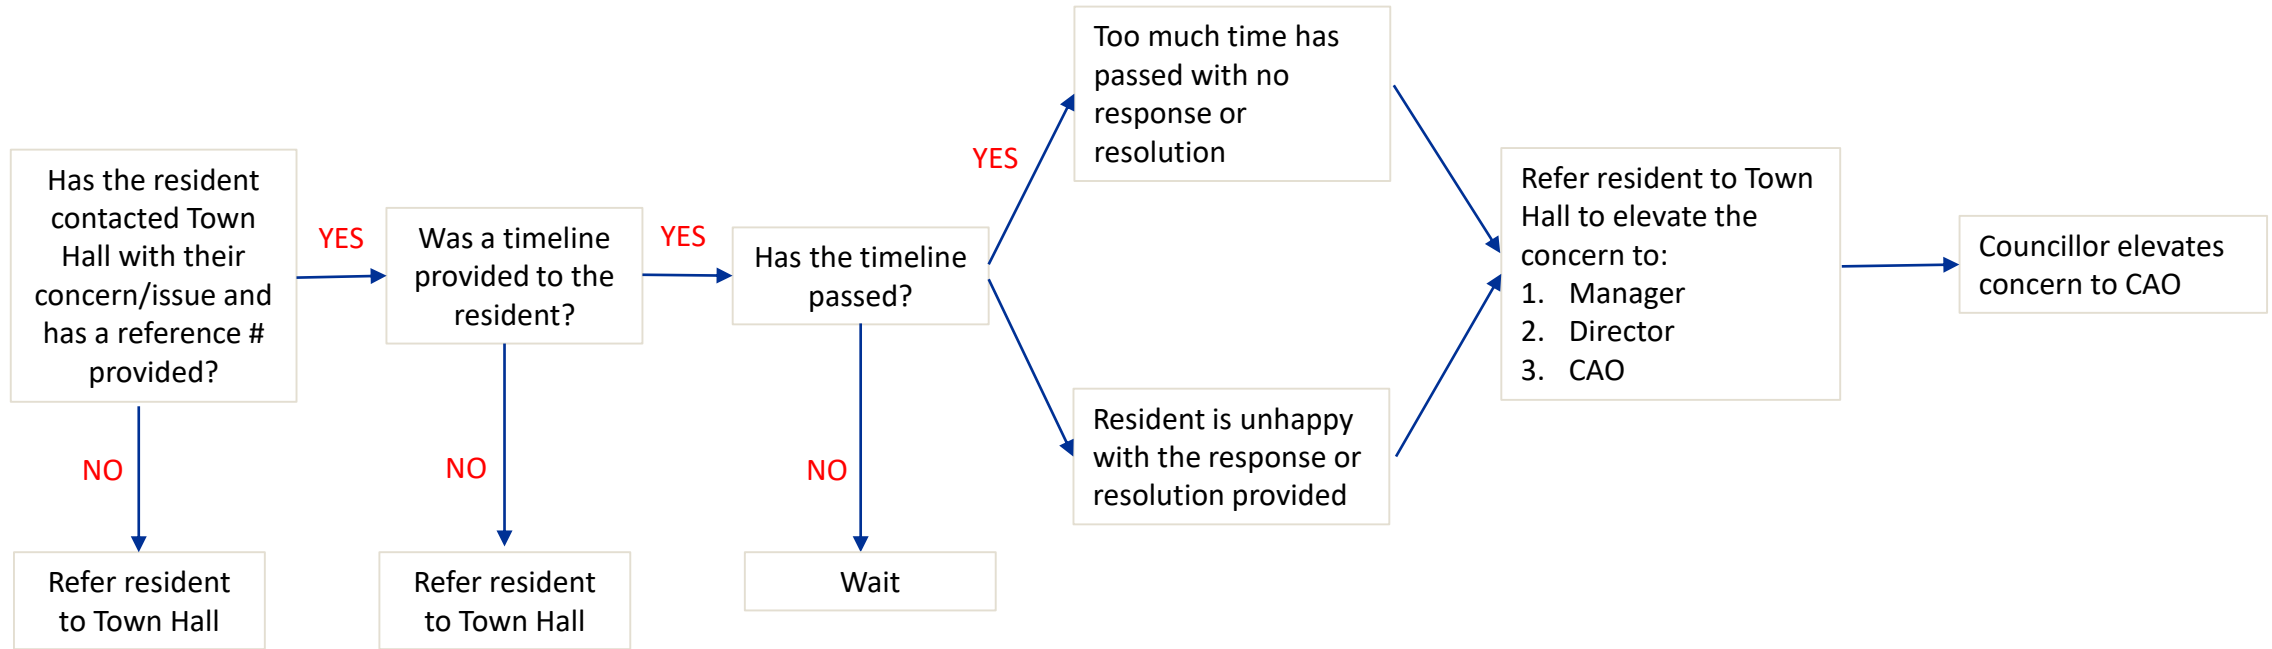 Has the resident
contacted Town
Hall with their
concern/issue and
has a reference #
provided?
YES
NO
Refer resident
to Town Hall
Was a timeline
provided to the
resident?
YES
NO
Refer resident
to Town Hall
Has the timeline
passed?
YES
NO
Wait
Too much time has
passed with no
response or
resolution
Resident is unhappy
with the response or
resolution provided
Refer resident to Town
Hall to elevate the
concern to:
1. Manager
2. Director
3. CAO
Councillor elevates
concern to CAO